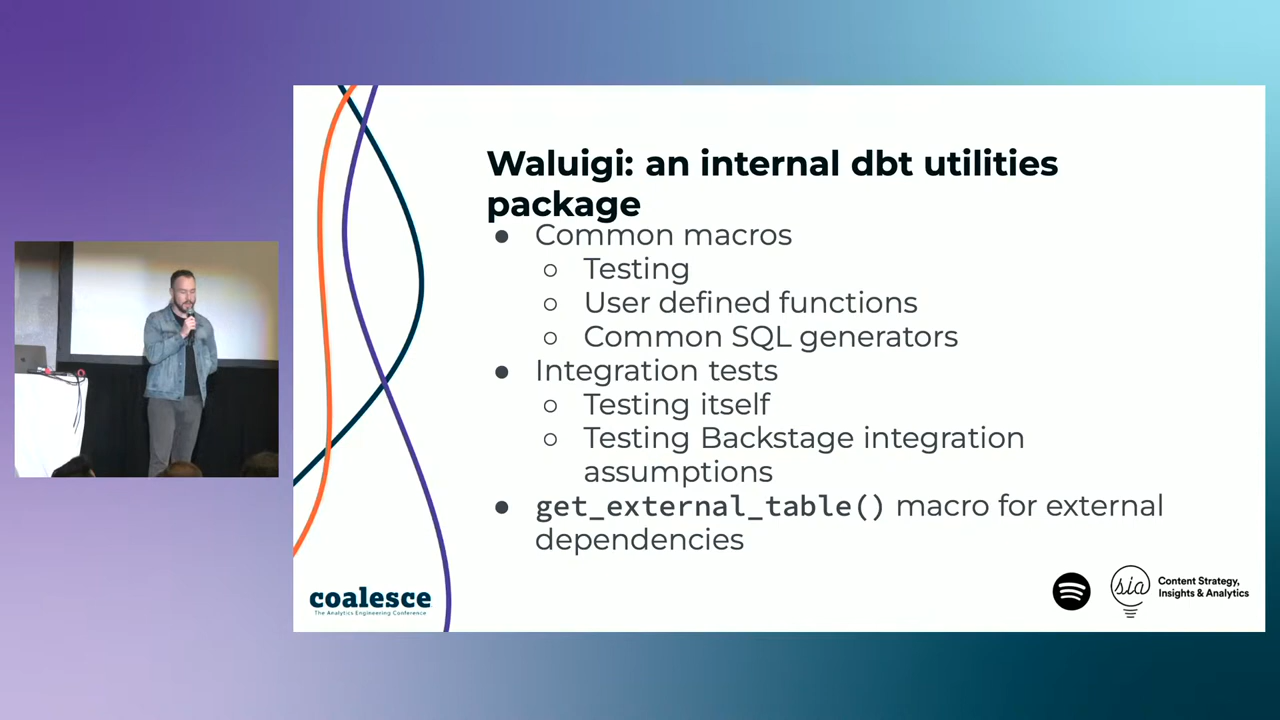 Waluigi: an internal dbt utilities
package
● Common macros
○ Testing
○ User defined functions
○ Common SQL generators
● Integration tests
○ Testing itself
○ Testing Backstage integration
assumptions
● get_external_table() macro for external
dependencies
coalesce
The Analytics Engineering Conference
sia
Content Strategy,
Insights & Analytics